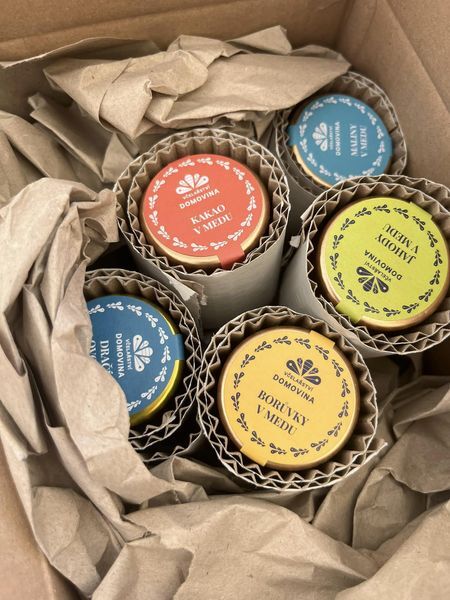 VČELAŘSTVÍ
DOMOVINA
MALINY
V MEDU
VČELAŘSTVÍ
DOMOVINA
KAKAO
V MEDU
VČELAŘSTVÍ
DOMOVINA
JAHODY
V MEDU
VČELAŘSTVÍ
DOMOVINA
VČELAŘSTVÍ
DOMOVINA
BORŮVKY
V MEDU